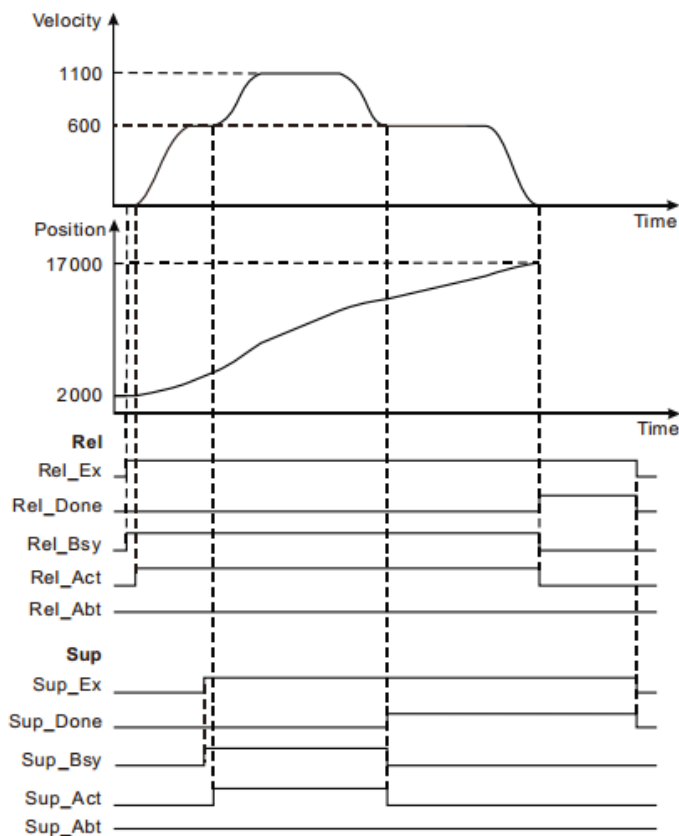 Velocity
1100
600
Time
Position
17000
2000
Time
Rel
Rel_Ex
Rel_Done
Rel_Bsy
Rel_Act
Rel_Abt
Sup
Sup_Ex
Sup_Done
Sup_Bsy
Sup_Act
Sup_Abt